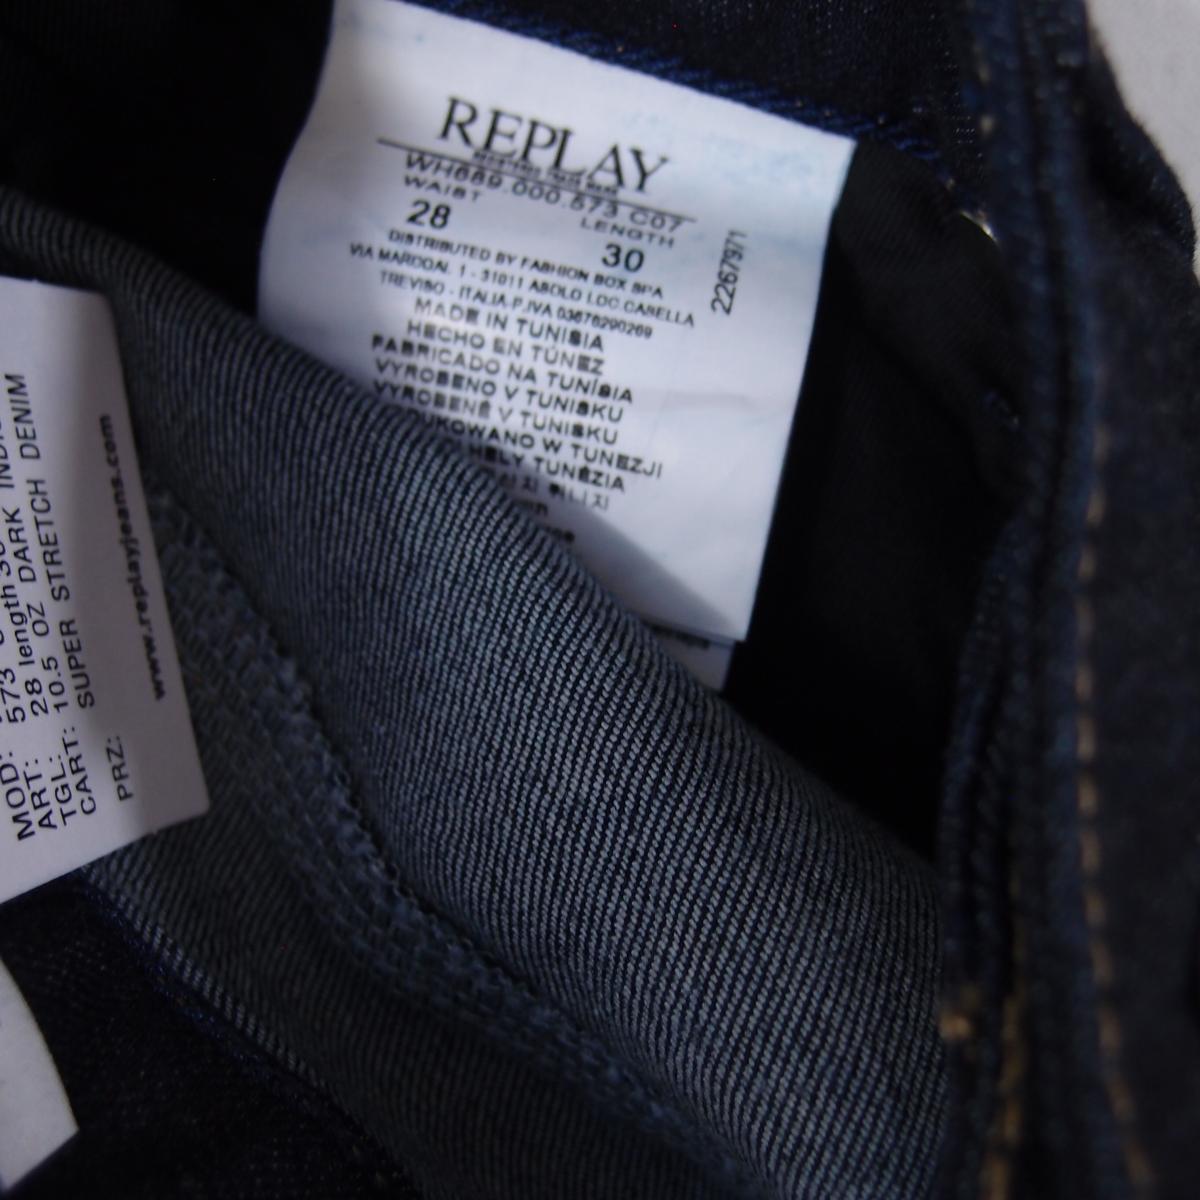 REPLAY
WH689.000.573.C07
WAIST LENGTH
28 30
DISTRIBUTED BY FASHION BOX SPA
VIA MARCONI, 1 - 31011 ASOLO LOC.CASELLA
TREVISO - ITALIA-P.IVA 03676290269
MADE IN TUNISIA
HECHO EN TÚNEZ
FABRICADO NA TUNÍSIA
VYROBENO V TUNISKU
VYROBENÉ V TUNISKU
W TUNEZJI
TUNÉZIA
2267971
MOD: 573
ART: 28 length 30
TGL: 10.5 OZ DARK
CART: SUPER STRETCH DENIM
PRZ:
www.replayjeans.com